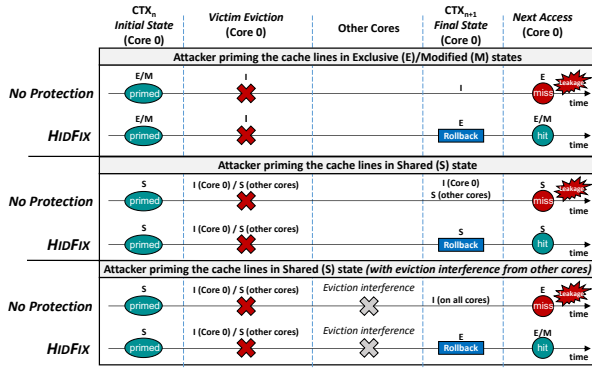 CTXn Victim Eviction Other Cores CTXn+1 Next Access
Initial State (Core 0) Final State (Core 0)
(Core 0) (Core 0)
Attacker priming the cache lines in Exclusive (E)/Modified (M) states
E/M I I E Leakage
No Protection primed miss time
E/M I E E/M
HIDFIX primed Rollback hit time
Attacker priming the cache lines in Shared (S) state
S I (Core 0) / S (other cores) I (Core 0) S Leakage
S (other cores)
No Protection primed miss time
S I (Core 0) / S (other cores) S S
HIDFIX primed Rollback hit time
Attacker priming the cache lines in Shared (S) state (with eviction interference from other cores)
S I (Core 0) / S (other cores) Eviction interference I (on all cores) E Leakage
No Protection primed miss time
S I (Core 0) / S (other cores) Eviction interference E E/M
HIDFIX primed Rollback hit time